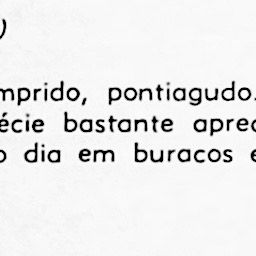 )
mprido, pontiagudo.
écie bastante aprec
o dia em buracos e